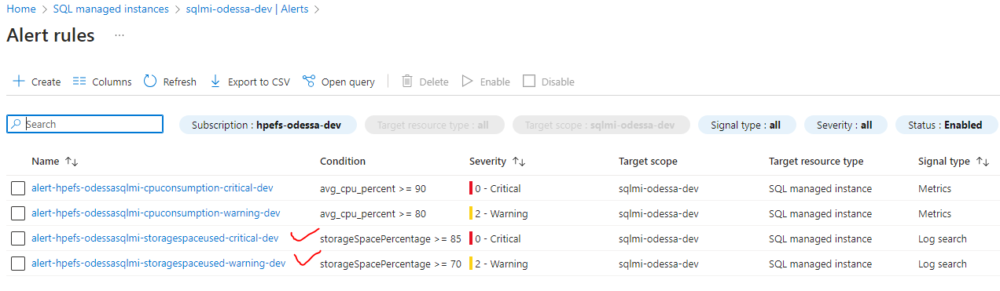 Home > SQL managed instances > sqlmi-odessa-dev | Alerts >
Alert rules ...
Create Columns Refresh Export to CSV Open query Delete Enable Disable
Search Subscription : hpefs-odessa-dev Target resource type : all Target scope : sqlmi-odessa-dev Signal type : all Severity : all Status : Enabled
Name Condition Severity Target scope Target resource type Signal type
alert-hpefs-odessasqlmi-cpuconsumption-critical-dev avg_cpu_percent >= 90 0 - Critical sqlmi-odessa-dev SQL managed instance Metrics
alert-hpefs-odessasqlmi-cpuconsumption-warning-dev avg_cpu_percent >= 80 2 - Warning sqlmi-odessa-dev SQL managed instance Metrics
alert-hpefs-odessasqlmi-storagespaceused-critical-dev storageSpacePercentage >= 85 0 - Critical sqlmi-odessa-dev SQL managed instance Log search
alert-hpefs-odessasqlmi-storagespaceused-warning-dev storageSpacePercentage >= 70 2 - Warning sqlmi-odessa-dev SQL managed instance Log search